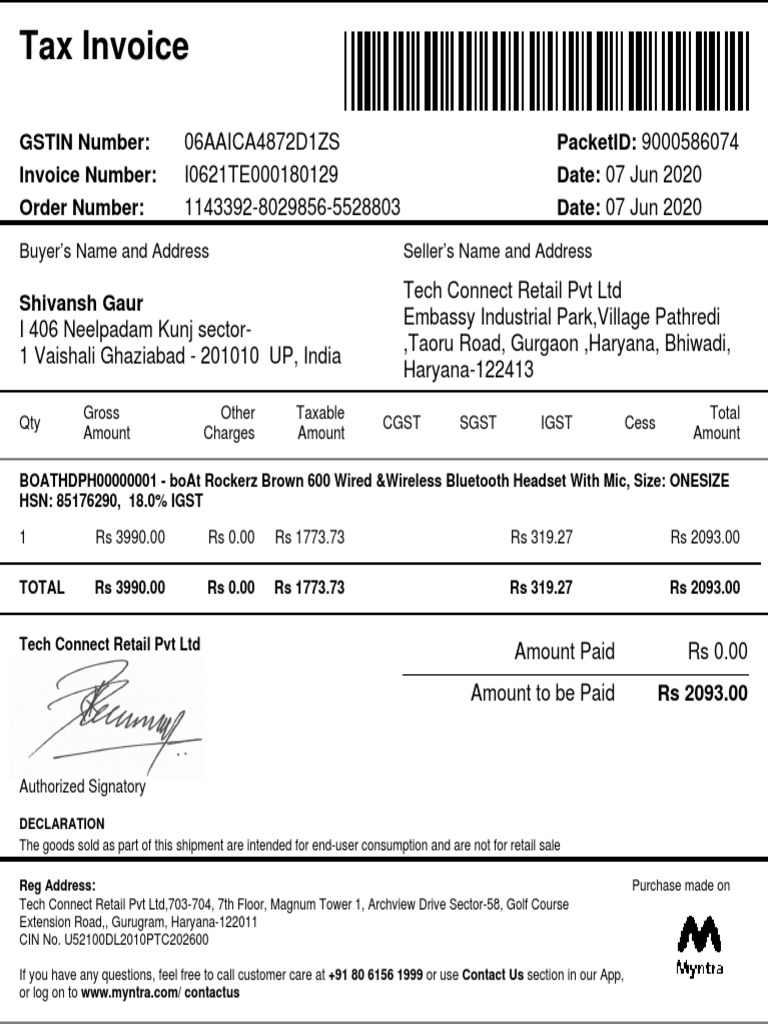 Tax Invoice
GSTIN Number: 06AAICA4872D1ZS PacketID: 9000586074
Invoice Number: I0621TE000180129 Date: 07 Jun 2020
Order Number: 1143392-8029856-5528803 Date: 07 Jun 2020
Buyer's Name and Address
Shivansh Gaur
I 406 Neelpadam Kunj sector-
1 Vaishali Ghaziabad - 201010 UP, India
Seller's Name and Address
Tech Connect Retail Pvt Ltd
Embassy Industrial Park,Village Pathredi
,Taoru Road, Gurgaon ,Haryana, Bhiwadi,
Haryana-122413
Qty Gross Amount Other Charges Taxable Amount CGST SGST IGST Cess Total Amount
BOATHDPH00000001 - boAt Rockerz Brown 600 Wired &Wireless Bluetooth Headset With Mic, Size: ONESIZE
HSN: 85176290, 18.0% IGST
1 Rs 3990.00 Rs 0.00 Rs 1773.73 Rs 319.27 Rs 2093.00
TOTAL Rs 3990.00 Rs 0.00 Rs 1773.73 Rs 319.27 Rs 2093.00
Tech Connect Retail Pvt Ltd
Amount Paid Rs 0.00
Amount to be Paid Rs 2093.00
Authorized Signatory
DECLARATION
The goods sold as part of this shipment are intended for end-user consumption and are not for retail sale
Reg Address:
Tech Connect Retail Pvt Ltd,703-704, 7th Floor, Magnum Tower 1, Archview Drive Sector-58, Golf Course
Extension Road,, Gurugram, Haryana-122011
CIN No. U52100DL2010PTC202600
Purchase made on
Myntra
If you have any questions, feel free to call customer care at +91 80 6156 1999 or use Contact Us section in our App,
or log on to www.myntra.com/ contactus